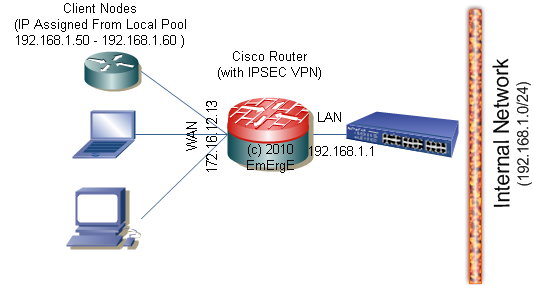 Client Nodes
(IP Assigned From Local Pool
192.168.1.50 - 192.168.1.60 )
Cisco Router
(with IPSEC VPN)
WAN
172.16.12.13
(c) 2010
EmErgE
LAN
192.168.1.1
Internal Network
(192.168.1.0/24)